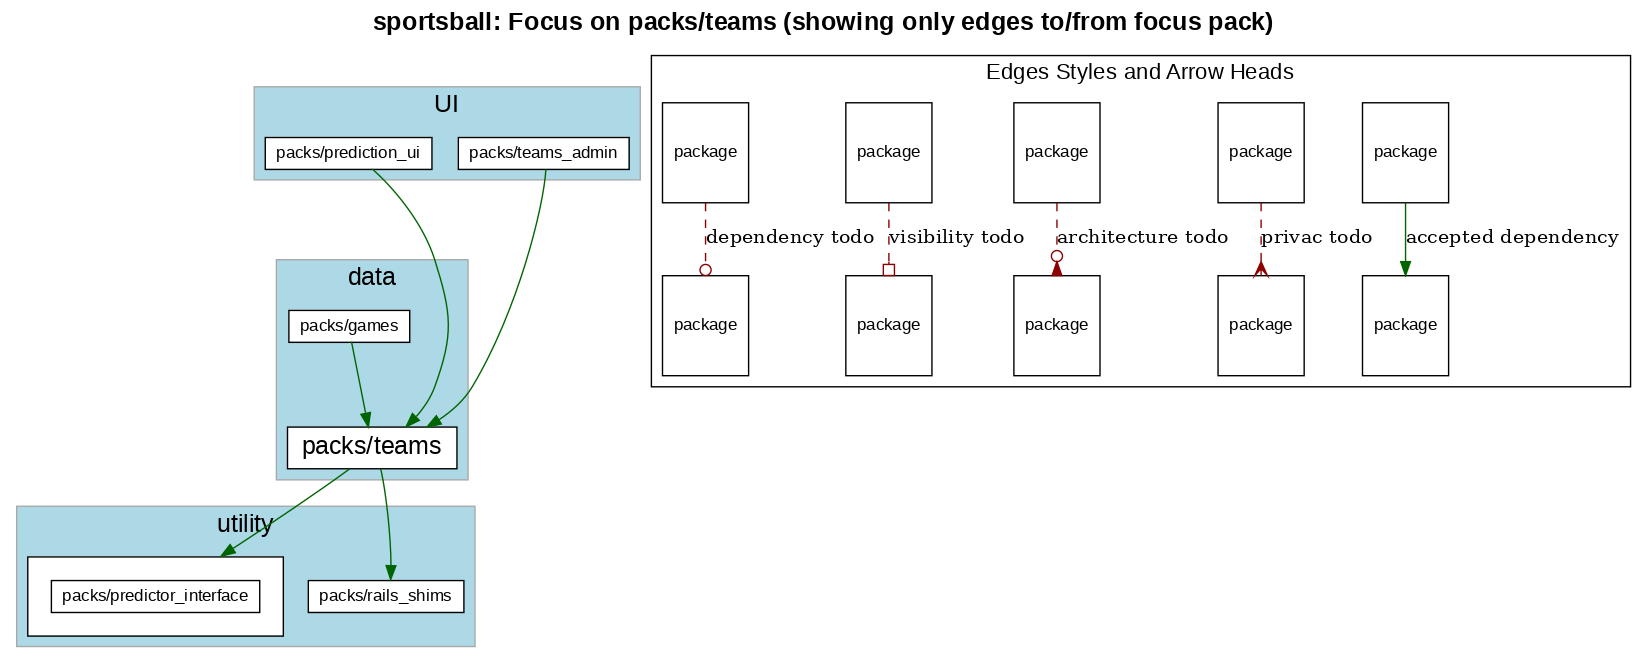 sportsball: Focus on packs/teams (showing only edges to/from focus pack)
UI
packs/prediction_ui
packs/teams_admin
data
packs/games
packs/teams
utility
packs/predictor_interface
packs/rails_shims
Edges Styles and Arrow Heads
package
package
package
package
package
dependency todo
visibility todo
architecture todo
privac todo
accepted dependency
package
package
package
package
package